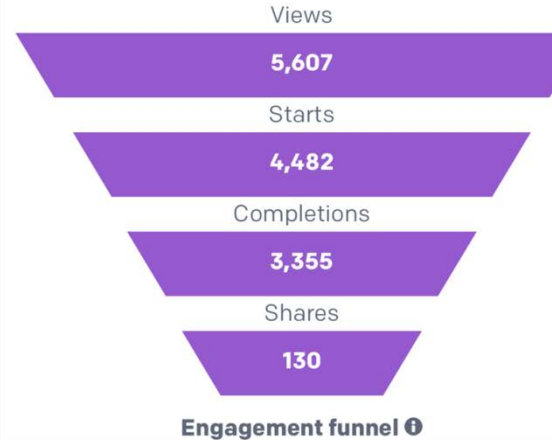 Views
5,607
Starts
4,482
Completions
3,355
Shares
130
Engagement funnel